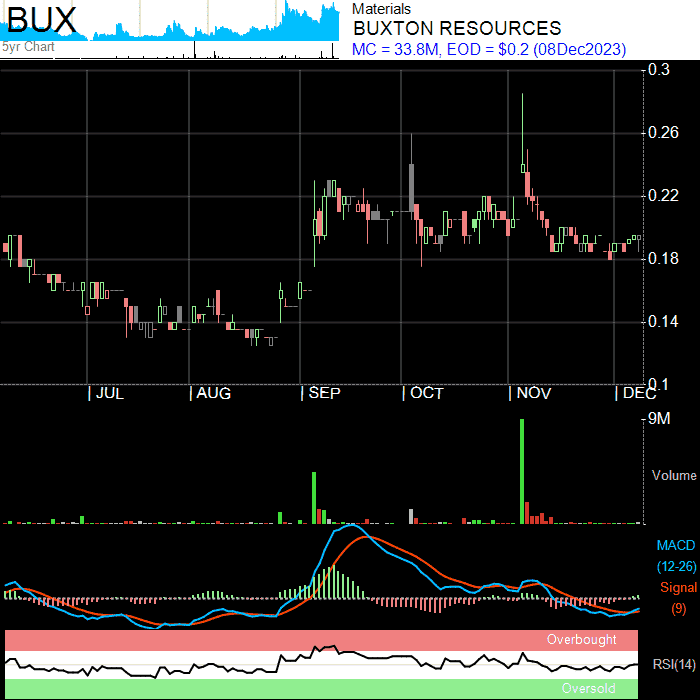 BUX
5yr Chart
Materials
BUXTON RESOURCES
MC = 33.8M, EOD = $0.2 (08Dec2023)
0.3
0.26
0.22
0.18
0.14
0.1
| JUL | AUG | SEP | OCT | NOV | DEC
9M
Volume
MACD
(12-26)
Signal
(9)
Overbought
RSI(14)
Oversold